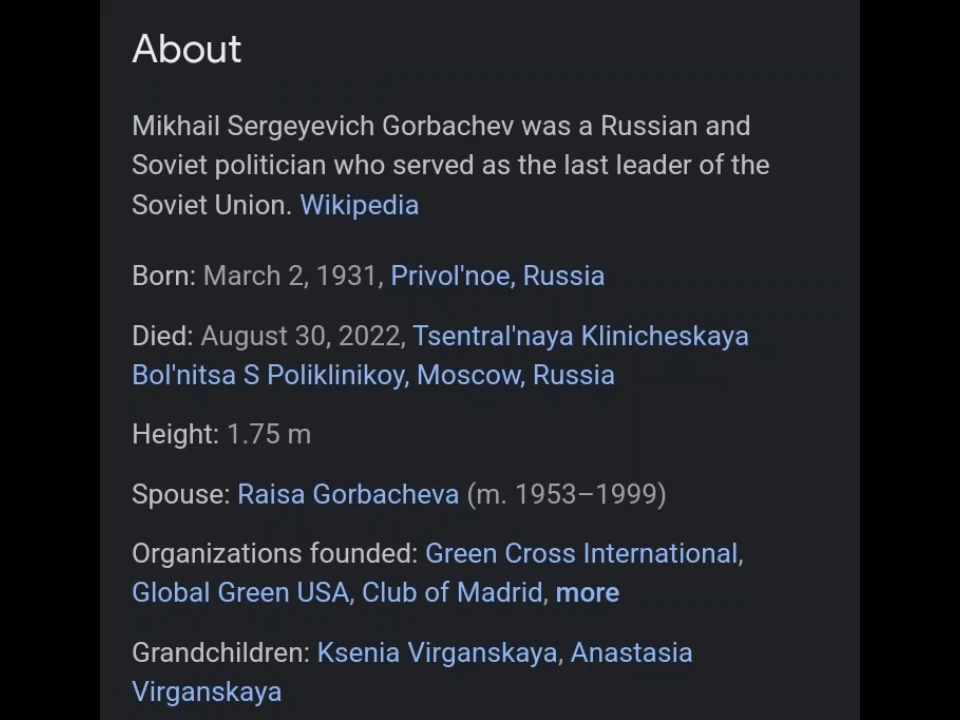 About
Mikhail Sergeyevich Gorbachev was a Russian and
Soviet politician who served as the last leader of the
Soviet Union. Wikipedia
Born: March 2, 1931, Privol'noe, Russia
Died: August 30, 2022, Tsentral'naya Klinicheskaya
Bol'nitsa S Poliklinikoy, Moscow, Russia
Height: 1.75 m
Spouse: Raisa Gorbacheva (m. 1953–1999)
Organizations founded: Green Cross International,
Global Green USA, Club of Madrid, more
Grandchildren: Ksenia Virganskaya, Anastasia
Virganskaya